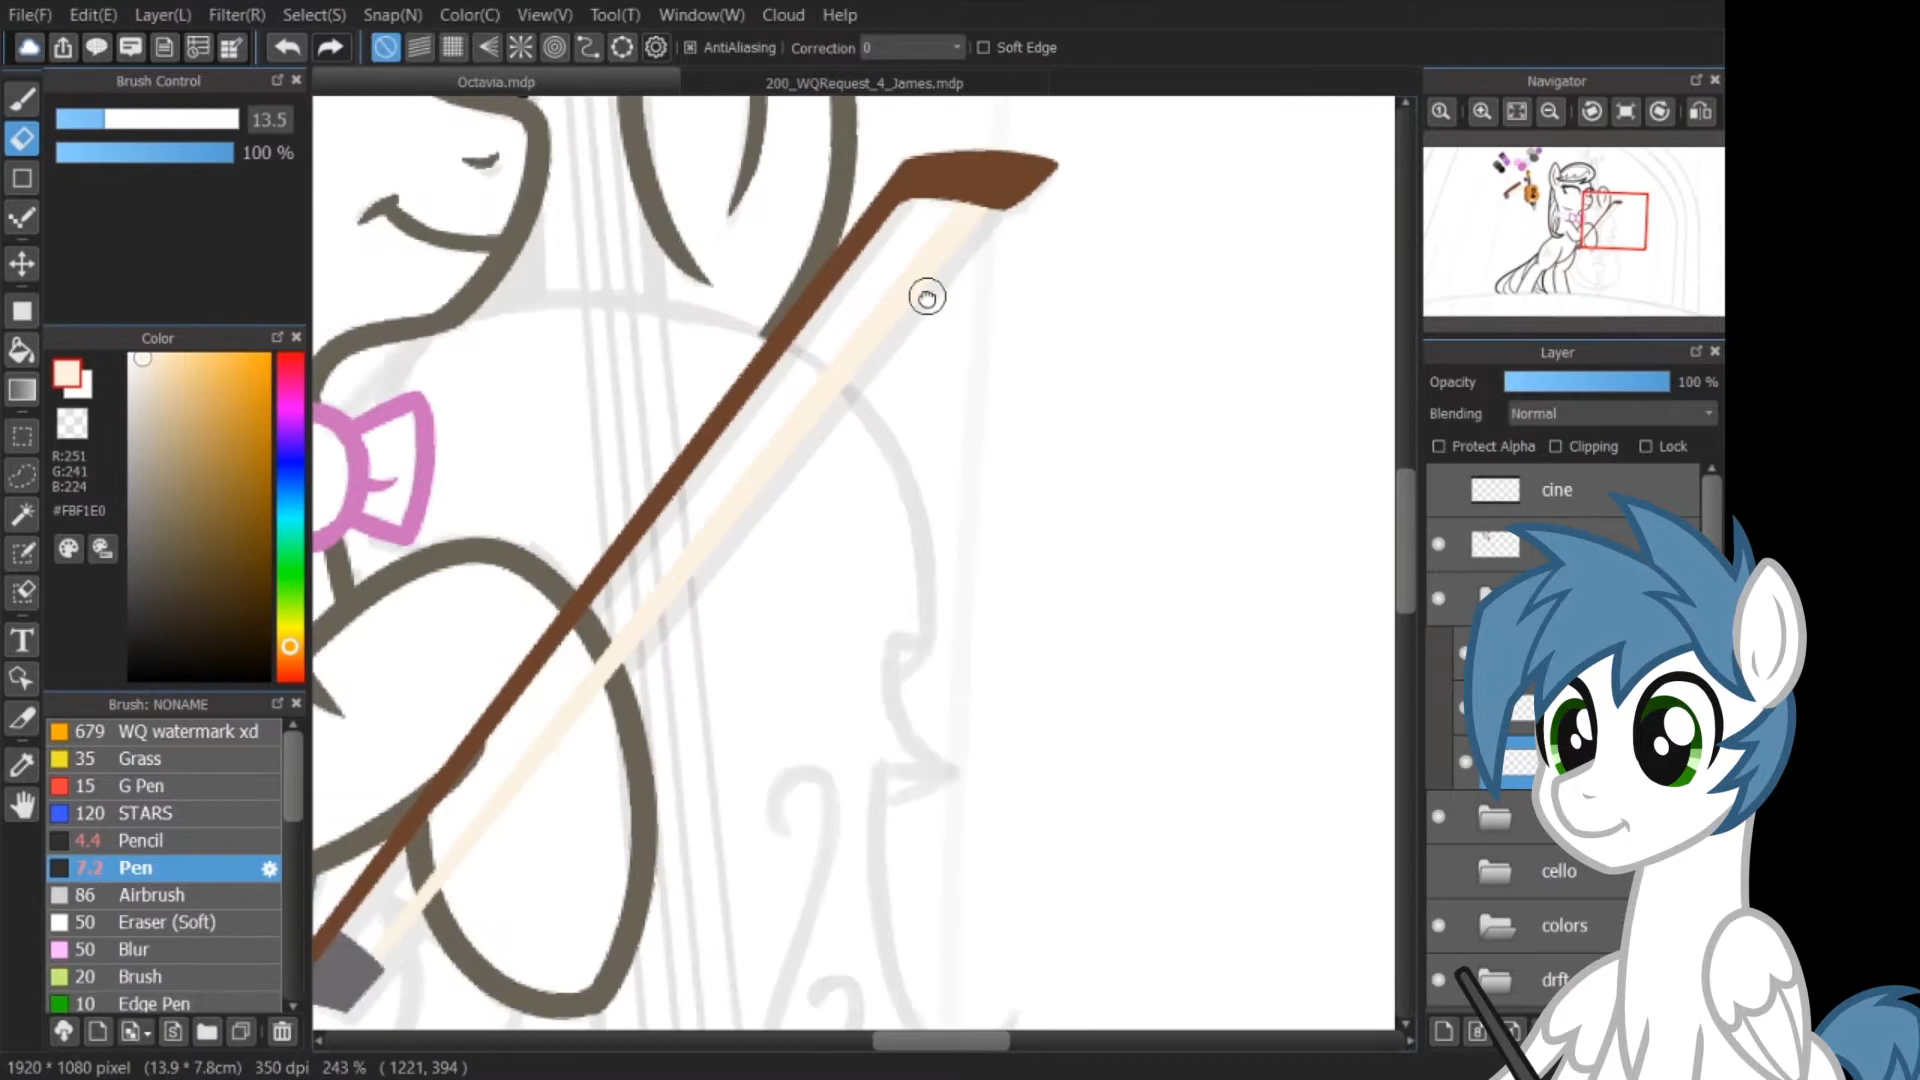 File(F) Edit(E) Layer(L) Filter(R) Select(S) Snap(N) Color(C) View(V) Tool(T) Window(W) Cloud Help
AntiAliasing Correction 0 Soft Edge
Brush Control
Octavia.mdp
200_WQRequest_4_James.mdp
Navigator
13.5
100 %
Color
R:251
G:241
B:224
#FBF1E0
Layer
Opacity 100 %
Blending Normal
Protect Alpha Clipping Lock
cine
cello
colors
drft
Brush: NONAME
679 WQ watermark xd
35 Grass
15 G Pen
120 STARS
4.4 Pencil
7.2 Pen
86 Airbrush
50 Eraser (Soft)
50 Blur
20 Brush
10 Edge Pen
1920 * 1080 pixel (13.9 * 7.8cm) 350 dpi 243 % ( 1221, 394 )